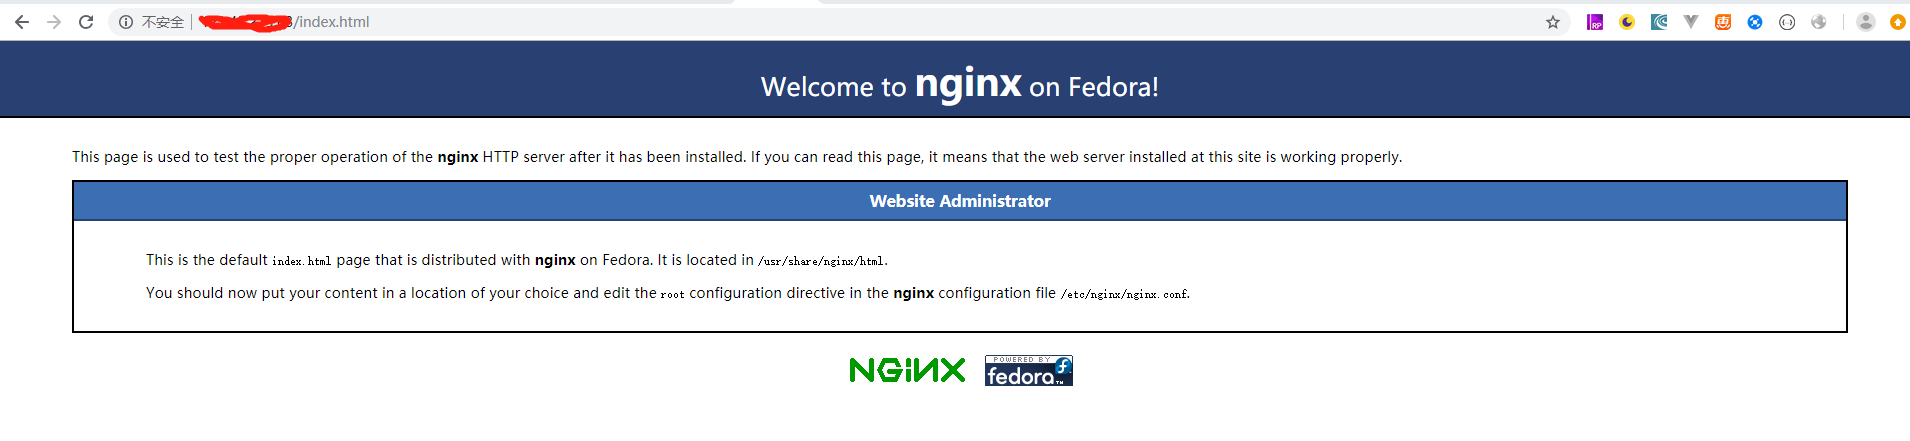 不安全 | /index.html
Welcome to nginx on Fedora!
This page is used to test the proper operation of the nginx HTTP server after it has been installed. If you can read this page, it means that the web server installed at this site is working properly.
Website Administrator
This is the default index.html page that is distributed with nginx on Fedora. It is located in /usr/share/nginx/html.
You should now put your content in a location of your choice and edit the root configuration directive in the nginx configuration file /etc/nginx/nginx.conf.
NGINX POWERED BY fedora™